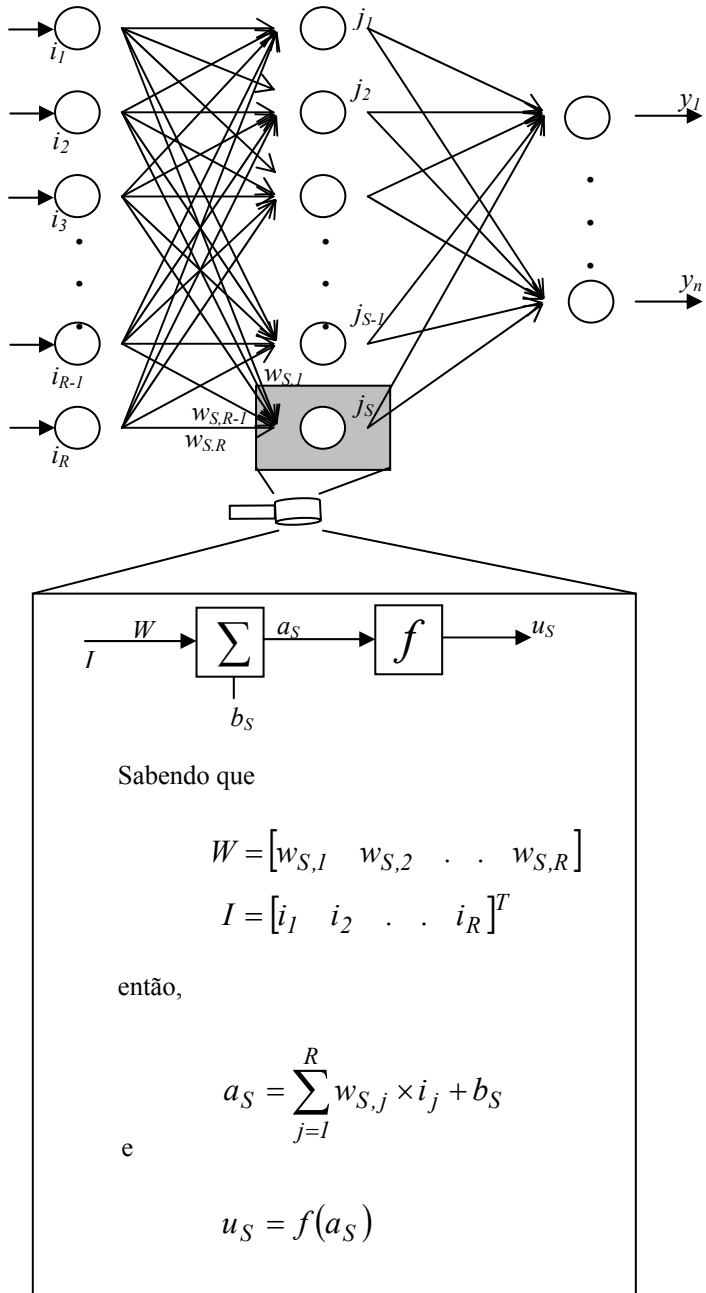 i1
j1
i2
j2
y1
i3
iR-1
jS-1
yn
wS,1
iR
wS,R-1
wS.R
jS
I W ∑ aS f uS
bS
Sabendo que
W = [wS,1 wS,2 . . wS,R]
I = [i1 i2 . . iR]^T
então,
aS = ∑_{j=1}^{R} wS,j × ij + bS
e
uS = f(aS)